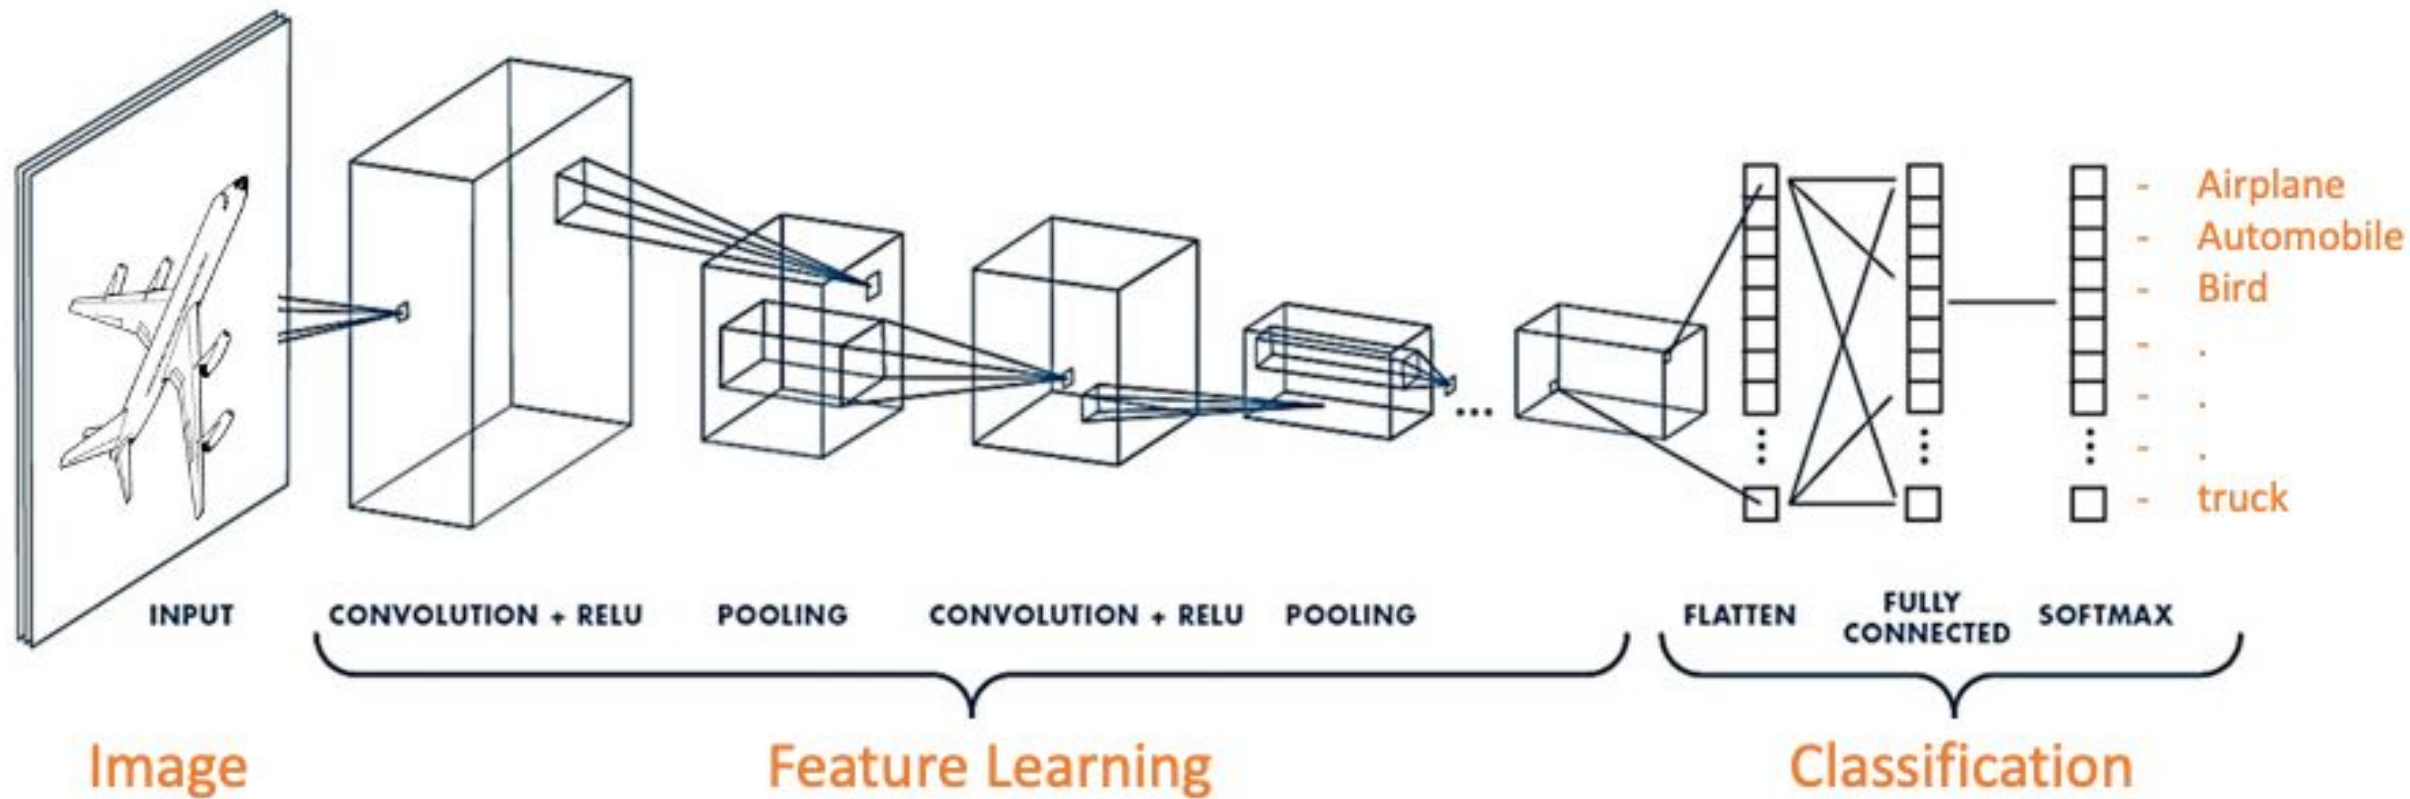 - Airplane
- Automobile
- Bird
- .
- .
- .
- truck
...
INPUT
CONVOLUTION + RELU
POOLING
CONVOLUTION + RELU
POOLING
FLATTEN
FULLY
CONNECTED
SOFTMAX
Image
Feature Learning
Classification